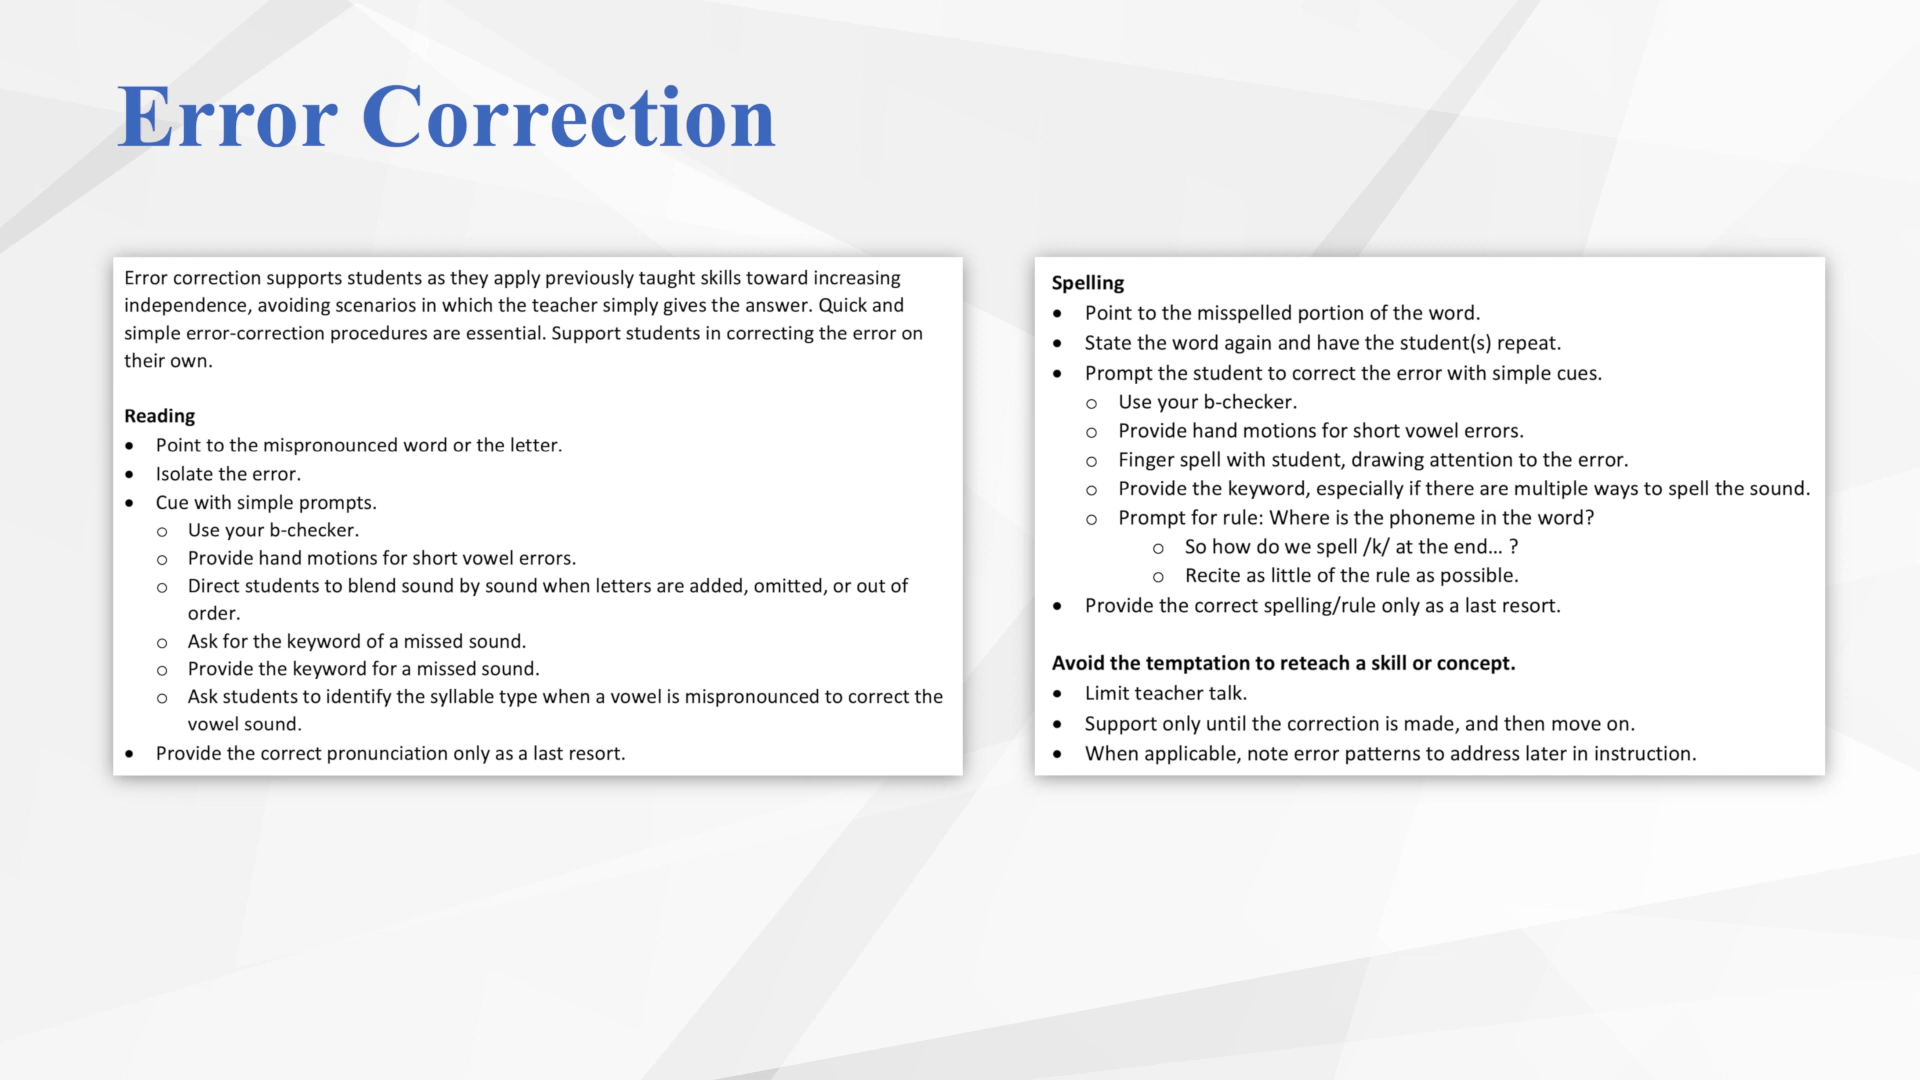 Error Correction
Error correction supports students as they apply previously taught skills toward increasing
independence, avoiding scenarios in which the teacher simply gives the answer. Quick and
simple error-correction procedures are essential. Support students in correcting the error on
their own.
Reading
• Point to the mispronounced word or the letter.
• Isolate the error.
• Cue with simple prompts.
o Use your b-checker.
o Provide hand motions for short vowel errors.
o Direct students to blend sound by sound when letters are added, omitted, or out of
order.
o Ask for the keyword of a missed sound.
o Provide the keyword for a missed sound.
o Ask students to identify the syllable type when a vowel is mispronounced to correct the
vowel sound.
• Provide the correct pronunciation only as a last resort.
Spelling
• Point to the misspelled portion of the word.
• State the word again and have the student(s) repeat.
• Prompt the student to correct the error with simple cues.
o Use your b-checker.
o Provide hand motions for short vowel errors.
o Finger spell with student, drawing attention to the error.
o Provide the keyword, especially if there are multiple ways to spell the sound.
o Prompt for rule: Where is the phoneme in the word?
o So how do we spell /k/ at the end... ?
o Recite as little of the rule as possible.
• Provide the correct spelling/rule only as a last resort.
Avoid the temptation to reteach a skill or concept.
• Limit teacher talk.
• Support only until the correction is made, and then move on.
• When applicable, note error patterns to address later in instruction.